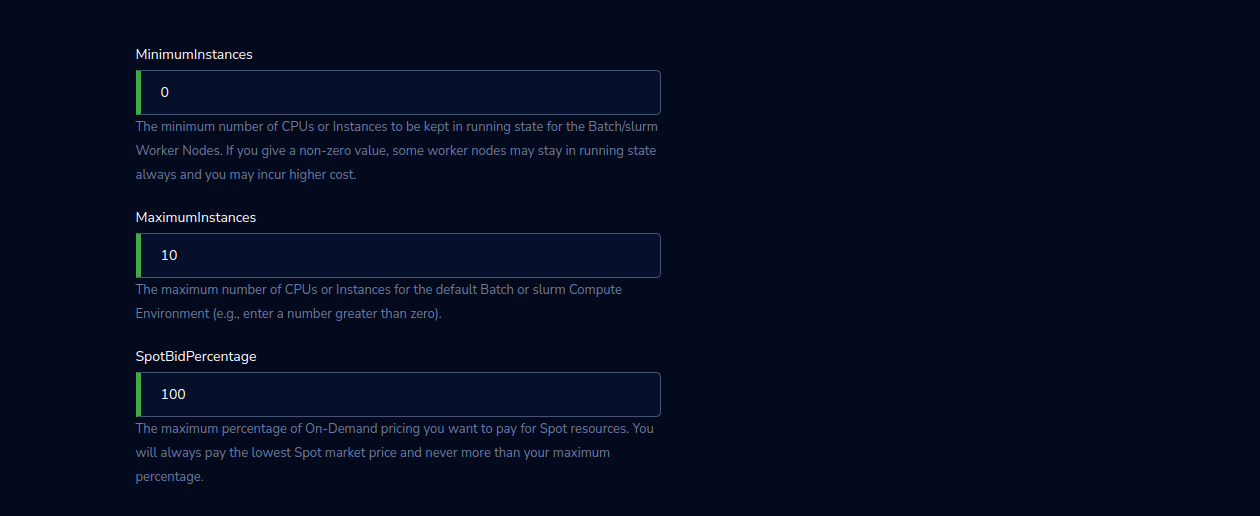 MinimumInstances
0
The minimum number of CPUs or Instances to be kept in running state for the Batch/slurm
Worker Nodes. If you give a non-zero value, some worker nodes may stay in running state
always and you may incur higher cost.
MaximumInstances
10
The maximum number of CPUs or Instances for the default Batch or slurm Compute
Environment (e.g., enter a number greater than zero).
SpotBidPercentage
100
The maximum percentage of On-Demand pricing you want to pay for Spot resources. You
will always pay the lowest Spot market price and never more than your maximum
percentage.